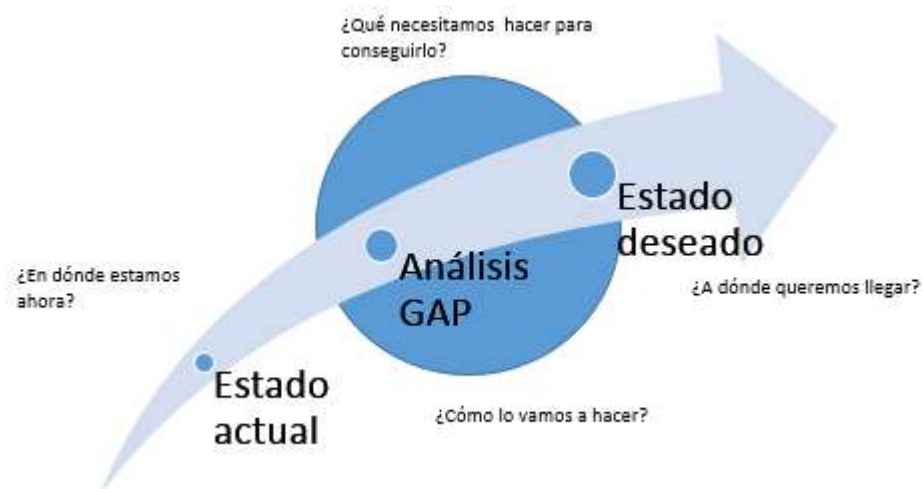 ¿Qué necesitamos hacer para
conseguirlo?
Estado
deseado
Análisis
GAP
¿En dónde estamos
ahora?
¿A dónde queremos llegar?
Estado
actual
¿Cómo lo vamos a hacer?